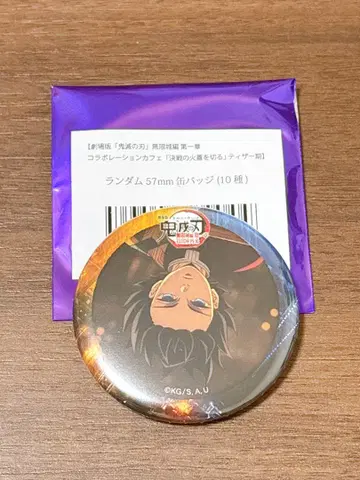 【劇場版「鬼滅の刃」無限城編 第一章
コラボレーションカフェ「決戦の火蓋を切る」ティザー期】
ランダム 57mm 缶バッジ (10 種)
鬼滅の刃
©KG/S,A,U